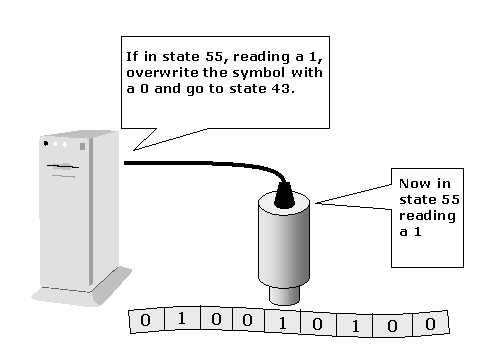 If in state 55, reading a 1,
overwrite the symbol with
a 0 and go to state 43.
Now in
state 55
reading
a 1
0 1 0 0 1 0 1 0 0